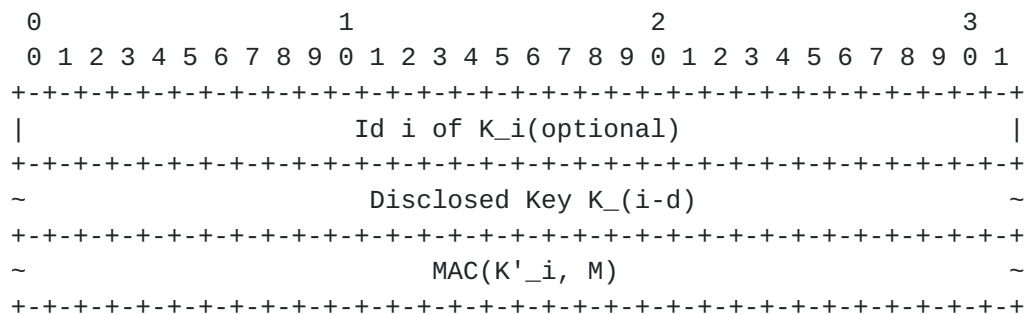 0                   1                   2                   3
 0 1 2 3 4 5 6 7 8 9 0 1 2 3 4 5 6 7 8 9 0 1 2 3 4 5 6 7 8 9 0 1
+-+-+-+-+-+-+-+-+-+-+-+-+-+-+-+-+-+-+-+-+-+-+-+-+-+-+-+-+-+-+-+-+
|                     Id i of K_i(optional)                     |
+-+-+-+-+-+-+-+-+-+-+-+-+-+-+-+-+-+-+-+-+-+-+-+-+-+-+-+-+-+-+-+-+
~                      Disclosed Key K_(i-d)                    ~
+-+-+-+-+-+-+-+-+-+-+-+-+-+-+-+-+-+-+-+-+-+-+-+-+-+-+-+-+-+-+-+-+
~                          MAC(K'_i, M)                         ~
+-+-+-+-+-+-+-+-+-+-+-+-+-+-+-+-+-+-+-+-+-+-+-+-+-+-+-+-+-+-+-+-+